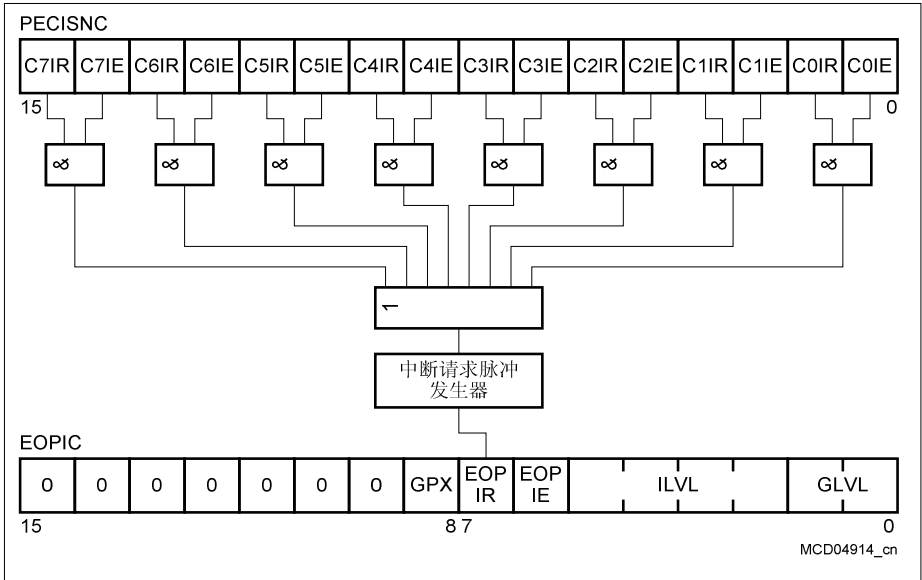 PECISNC
C7IR C7IE C6IR C6IE C5IR C5IE C4IR C4IE C3IR C3IE C2IR C2IE C1IR C1IE C0IR C0IE
15 0
& & & & & & & &
1
中断请求脉冲
发生器
EOPIC
0 0 0 0 0 0 0 GPX EOP IR EOP IE ILVL GLVL
15 8 7 0
MCD04914_cn